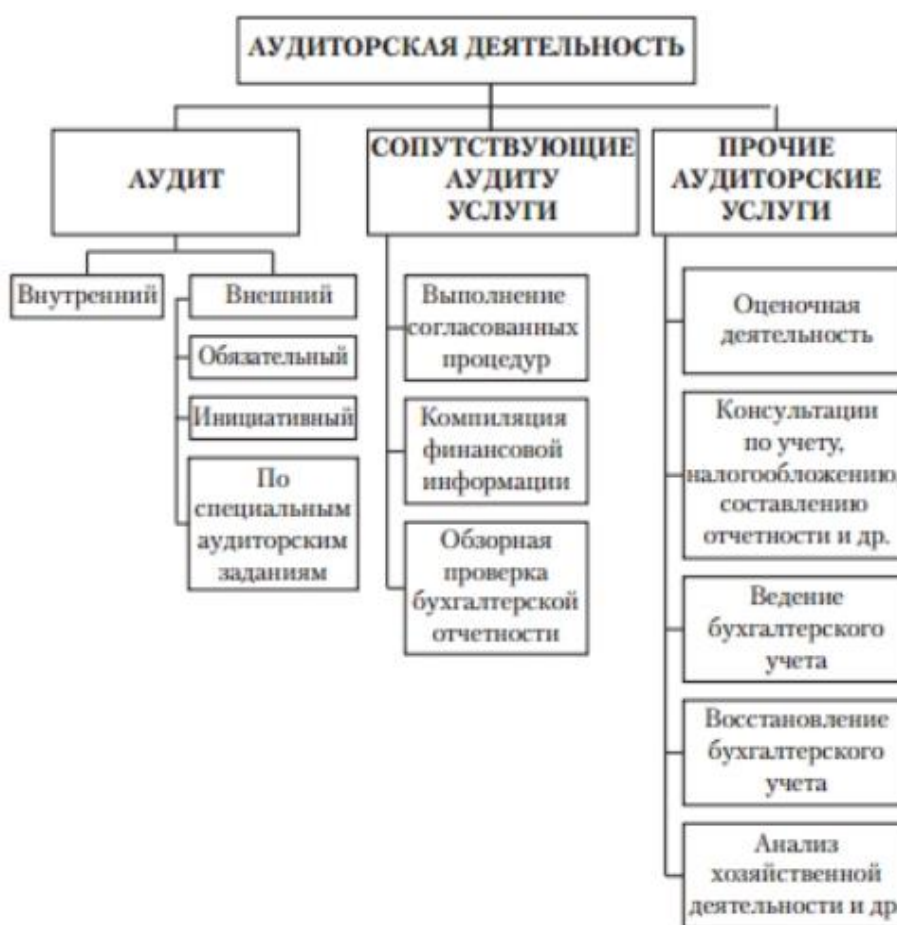 АУДИТОРСКАЯ ДЕЯТЕЛЬНОСТЬ
АУДИТ
СОПУТСТВУЮЩИЕ
АУДИТУ
УСЛУГИ
ПРОЧИЕ
АУДИТОРСКИЕ
УСЛУГИ
Внутренний
Внешний
Обязательный
Инициативный
По
специальным
аудиторским
заданиям
Выполнение
согласованных
процедур
Компиляция
финансовой
информации
Обзорная
проверка
бухгалтерской
отчетности
Оценочная
деятельность
Консультации
по учету,
налогообложению,
составлению
отчетности и др.
Ведение
бухгалтерского
учета
Восстановление
бухгалтерского
учета
Анализ
хозяйственной
деятельности и др